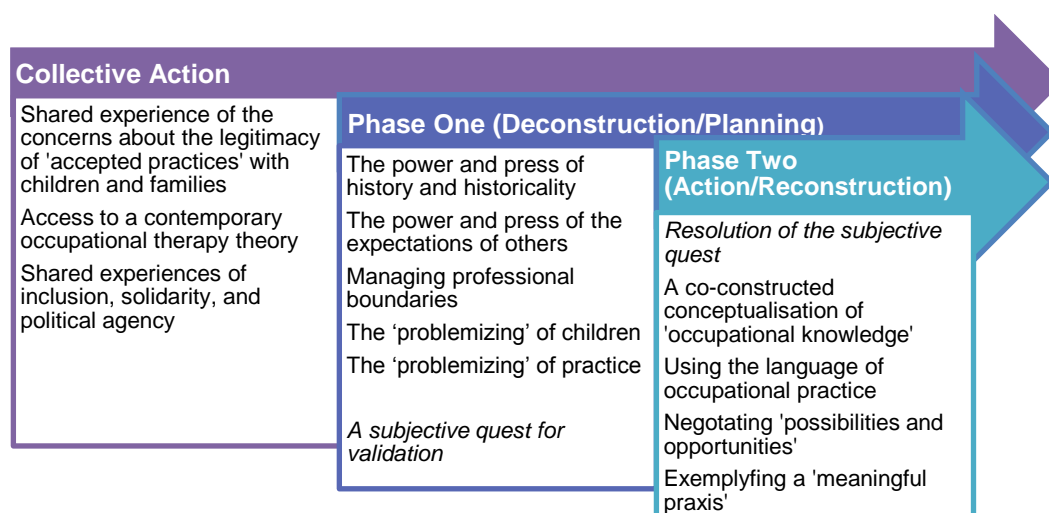 Collective Action
Shared experience of the
concerns about the legitimacy
of 'accepted practices' with
children and families
Access to a contemporary
occupational therapy theory
Shared experiences of
inclusion, solidarity, and
political agency
Phase One (Deconstruction/Planning)
The power and press of
history and historicality
The power and press of the
expectations of others
Managing professional
boundaries
The ‘problemizing’ of children
The ‘problemizing’ of practice
A subjective quest for
validation
Phase Two
(Action/Reconstruction)
Resolution of the subjective
quest
A co-constructed
conceptualisation of
'occupational knowledge'
Using the language of
occupational practice
Negotating 'possibilities and
opportunities'
Exemplyfing a 'meaningful
praxis'